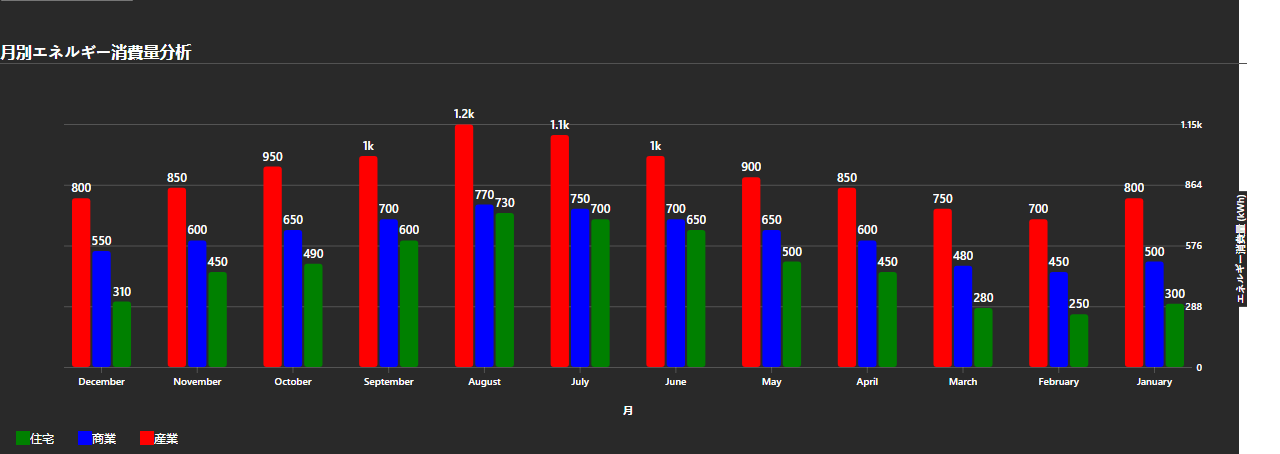 月別エネルギー消費量分析
1.2k
1.1k
1k
1k
950
900
850
850
800
800
770
750
750
730
700
700
700
700
650
650
650
600
600
600
550
500
500
490
480
450
450
450
310
300
280
250
1.15k
864
576
288
0
エネルギー消費量 (kWh)
December
November
October
September
August
July
June
May
April
March
February
January
月
住宅
商業
産業